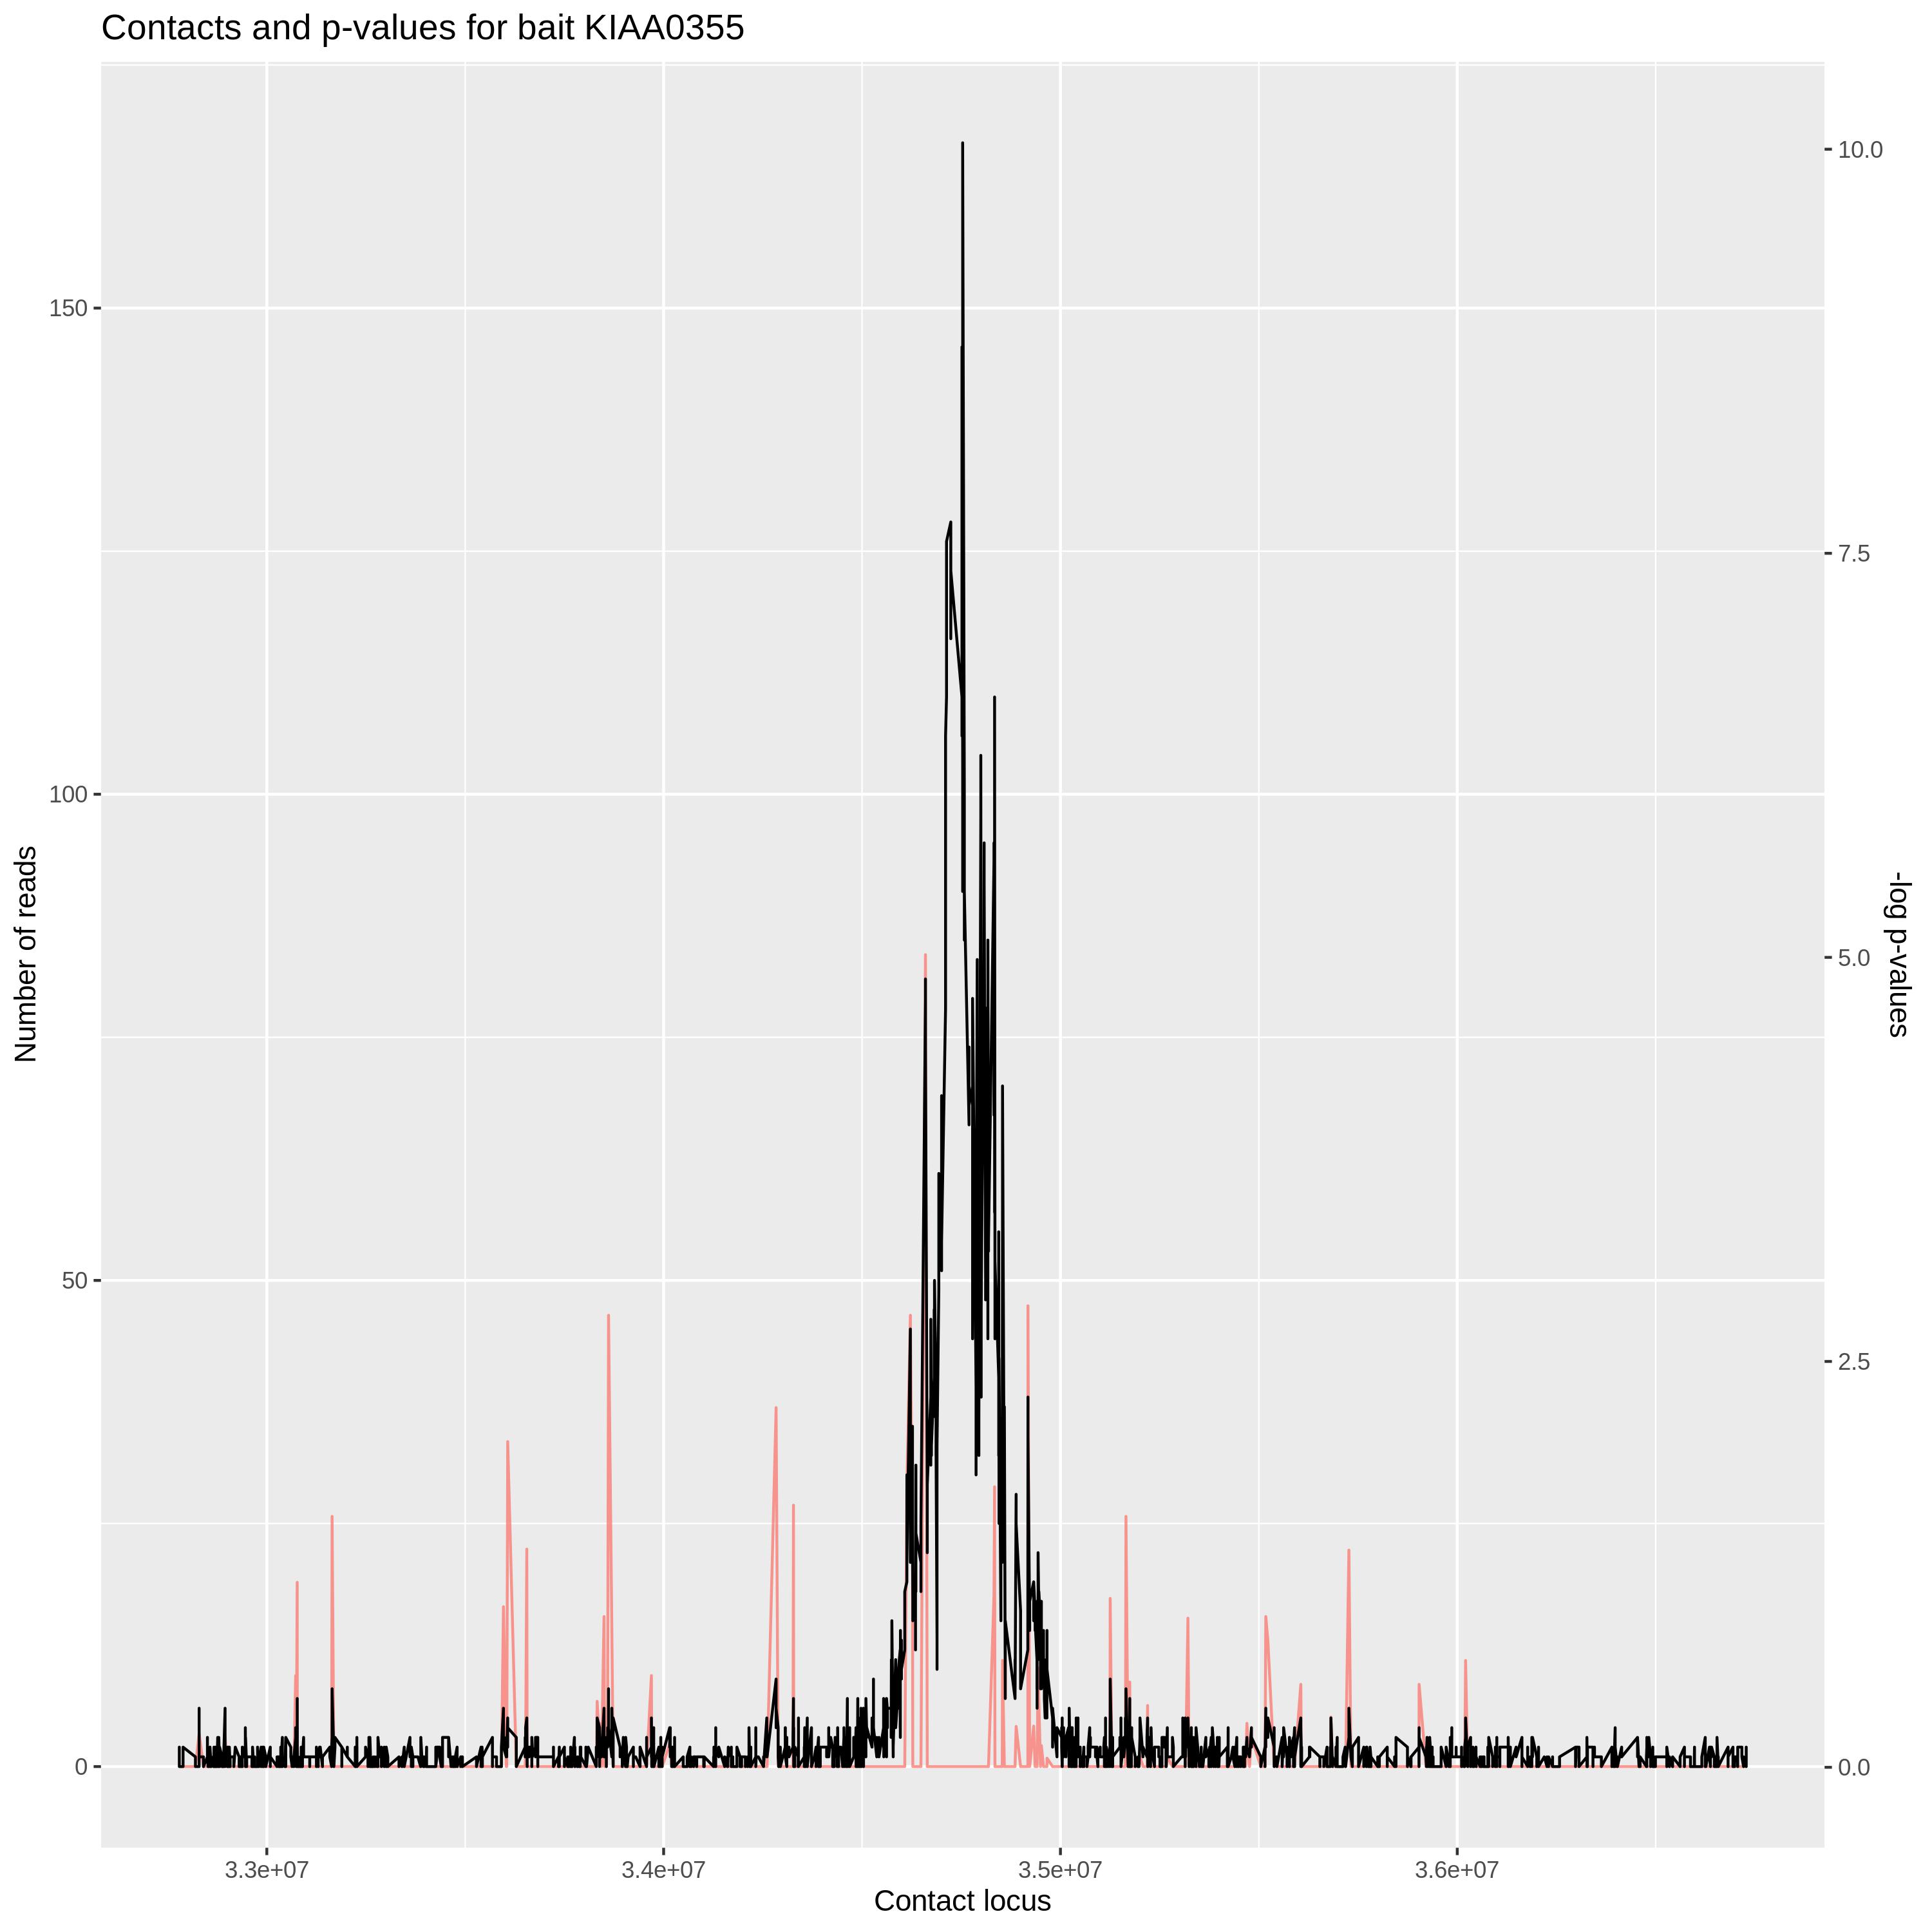 Contacts and p-values for bait KIAA0355
150
100
50
0
Number of reads
10.0
7.5
5.0
2.5
0.0
-log p-values
3.3e+07
3.4e+07
3.5e+07
3.6e+07
Contact locus